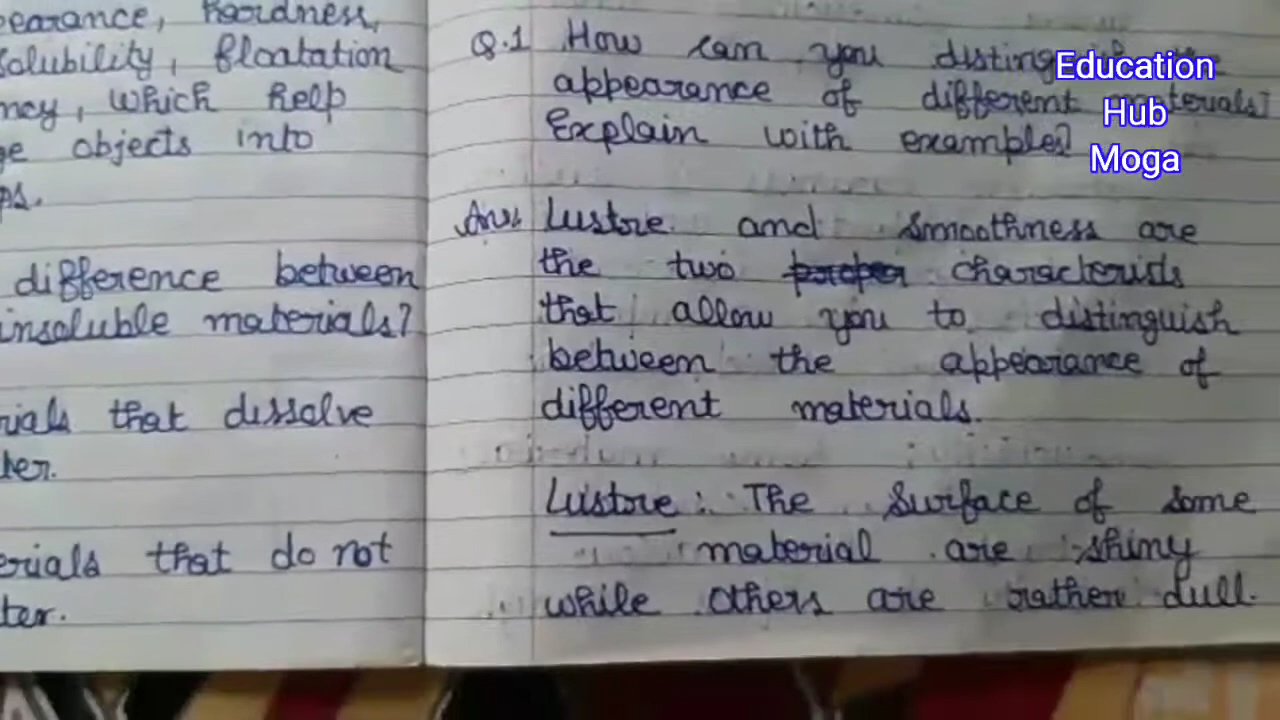 earance, hardness,
solubility, floatation
ncy, which help
ge objects into
ps.
difference between
insoluble materials?
rials that dissolve
ter.
erials that do not
ter.
Q.1 How can you
appearance of different materials?
Explain with examples?
Ans: Lustre and smoothness are
the two characterists
that allow you to distinguish
between the appearance of
different materials.
Lustre: The surface of some
material are shiny
while others are rather dull.
Education
Hub
Moga